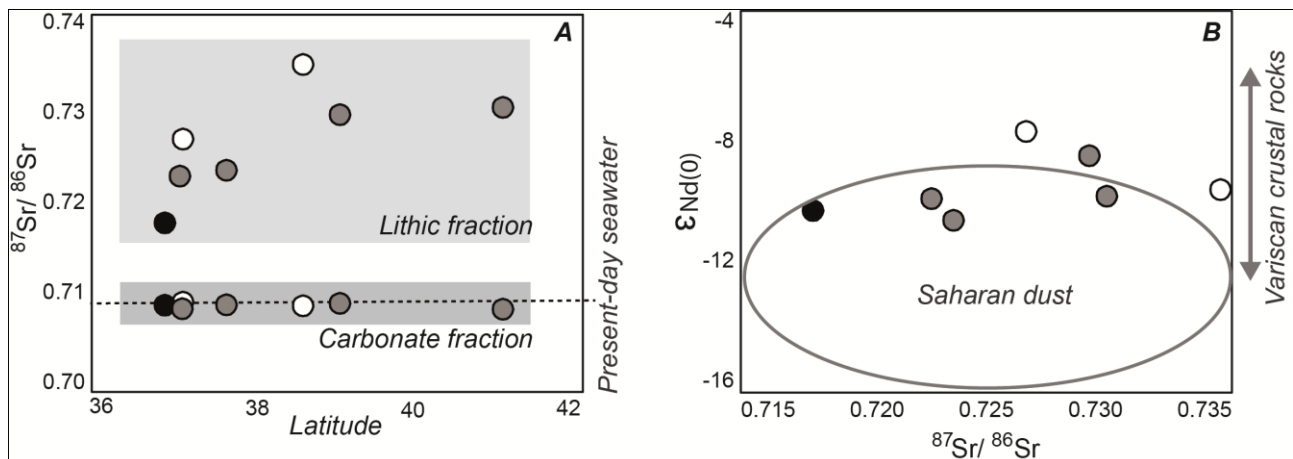 A
0.74
0.73
0.72
0.71
0.70
87Sr/ 86Sr
Lithic fraction
Carbonate fraction
36
38
40
42
Latitude
Present-day seawater
B
-4
-8
-12
-16
εNd(0)
Saharan dust
0.715
0.720
0.725
0.730
0.735
87Sr/ 86Sr
Variscan crustal rocks